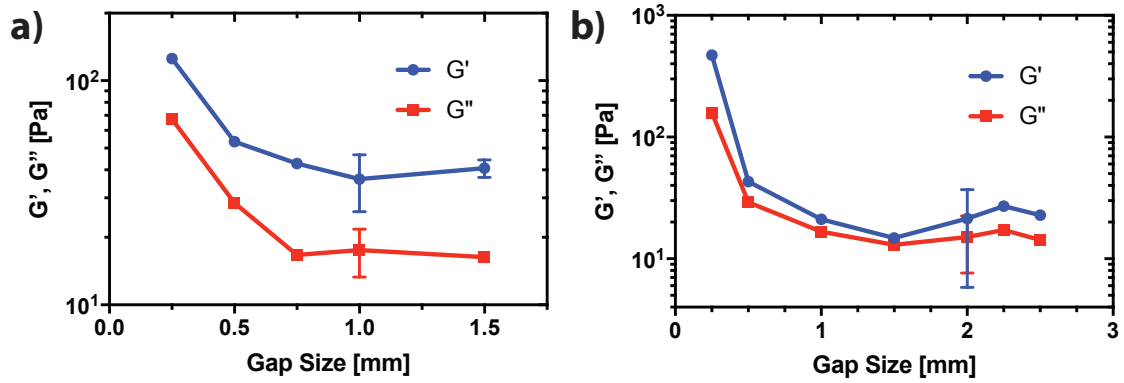 a)
G', G” [Pa]
10²
10¹
G'
G"
0.0 0.5 1.0 1.5
Gap Size [mm]
b)
G', G” [Pa]
10³
10²
10¹
G'
G"
0 1 2 3
Gap Size [mm]